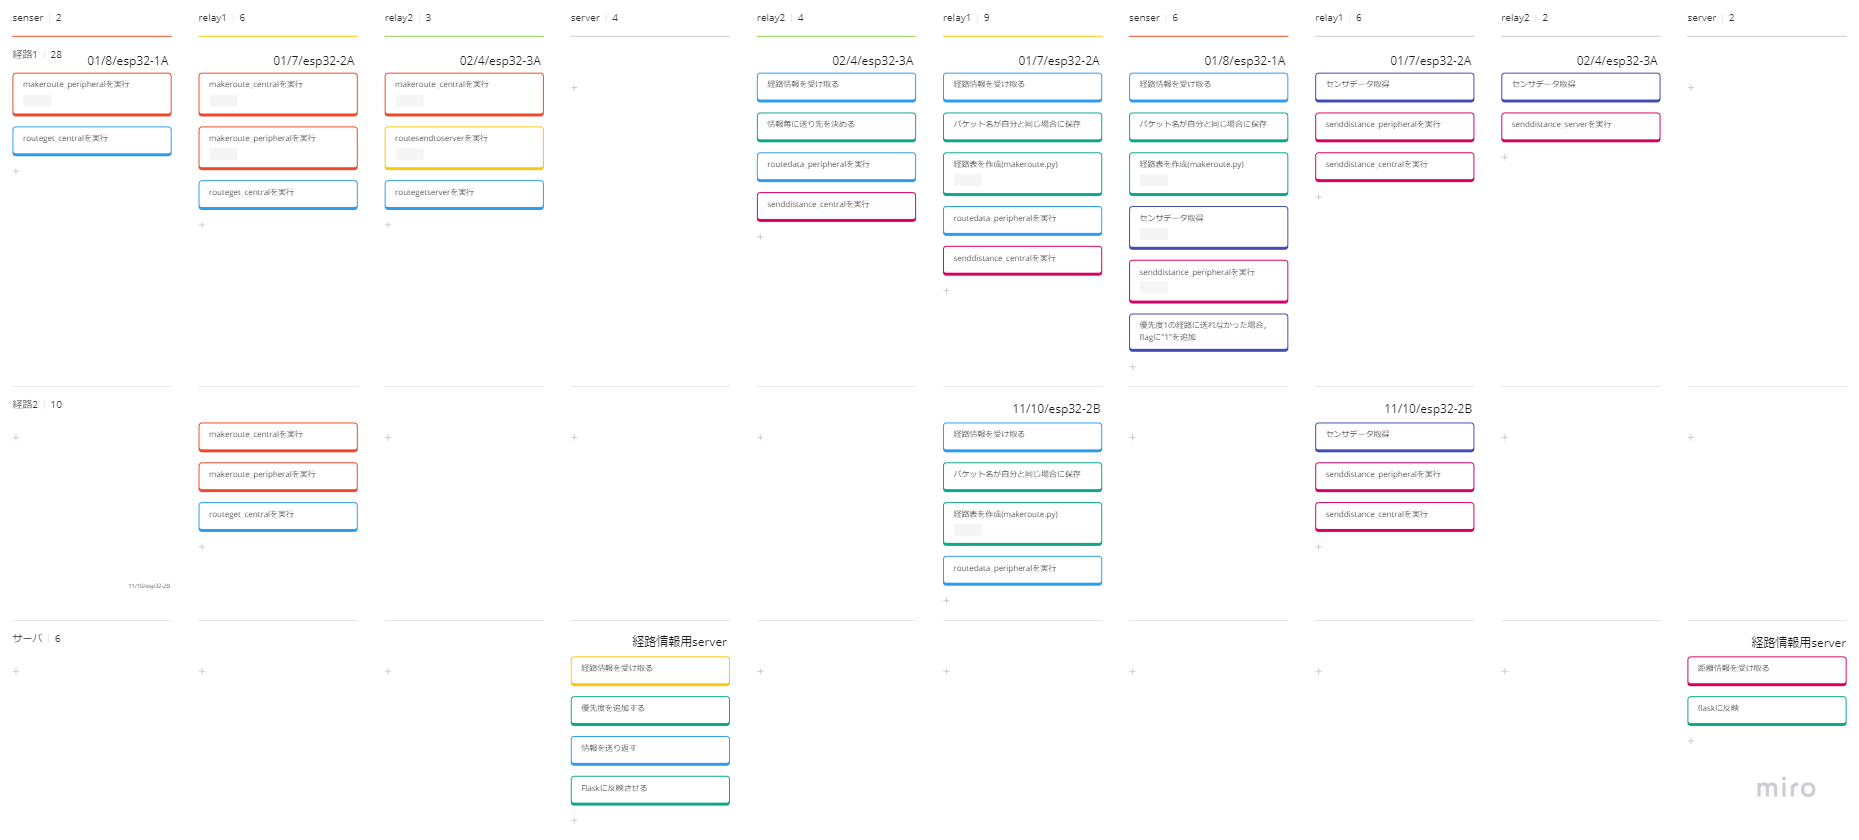 senser | 2
relay1 | 6
relay2 | 3
server | 4
relay2 | 4
relay1 | 9
senser | 6
relay1 | 6
relay2 | 2
server | 2
経路1 | 28
01/8/esp32-1A
makeroute_peripheralを実行
routeget_centralを実行
+
01/7/esp32-2A
makeroute_centralを実行
makeroute_peripheralを実行
routeget_centralを実行
+
02/4/esp32-3A
makeroute_centralを実行
routesendtoserverを実行
routegetserverを実行
+
+
02/4/esp32-3A
経路情報を受け取る
情報毎に送り先を決める
routedata_peripheralを実行
senddistance_centralを実行
+
01/7/esp32-2A
経路情報を受け取る
パケット名が自分と同じ場合に保存
経路表を作成(makeroute.py)
routedata_peripheralを実行
senddistance_centralを実行
+
01/8/esp32-1A
経路情報を受け取る
パケット名が自分と同じ場合に保存
経路表を作成(makeroute.py)
センサデータ取得
senddistance_peripheralを実行
優先度1の経路に送れなかった場合,
flagに"1"を追加
+
01/7/esp32-2A
センサデータ取得
senddistance_peripheralを実行
senddistance_centralを実行
+
02/4/esp32-3A
センサデータ取得
senddistance_serverを実行
+
+
経路2 | 10
+
11/10/esp32-2B
makeroute_centralを実行
makeroute_peripheralを実行
routeget_centralを実行
+
+
+
+
11/10/esp32-2B
経路情報を受け取る
パケット名が自分と同じ場合に保存
経路表を作成(makeroute.py)
routedata_peripheralを実行
+
+
11/10/esp32-2B
センサデータ取得
senddistance_peripheralを実行
senddistance_centralを実行
+
+
+
サーバ | 6
+
+
+
経路情報用server
経路情報を受け取る
優先度を追加する
情報を送り返す
Flaskに反映させる
+
+
+
+
+
+
経路情報用server
距離情報を受け取る
flaskに反映
+
miro